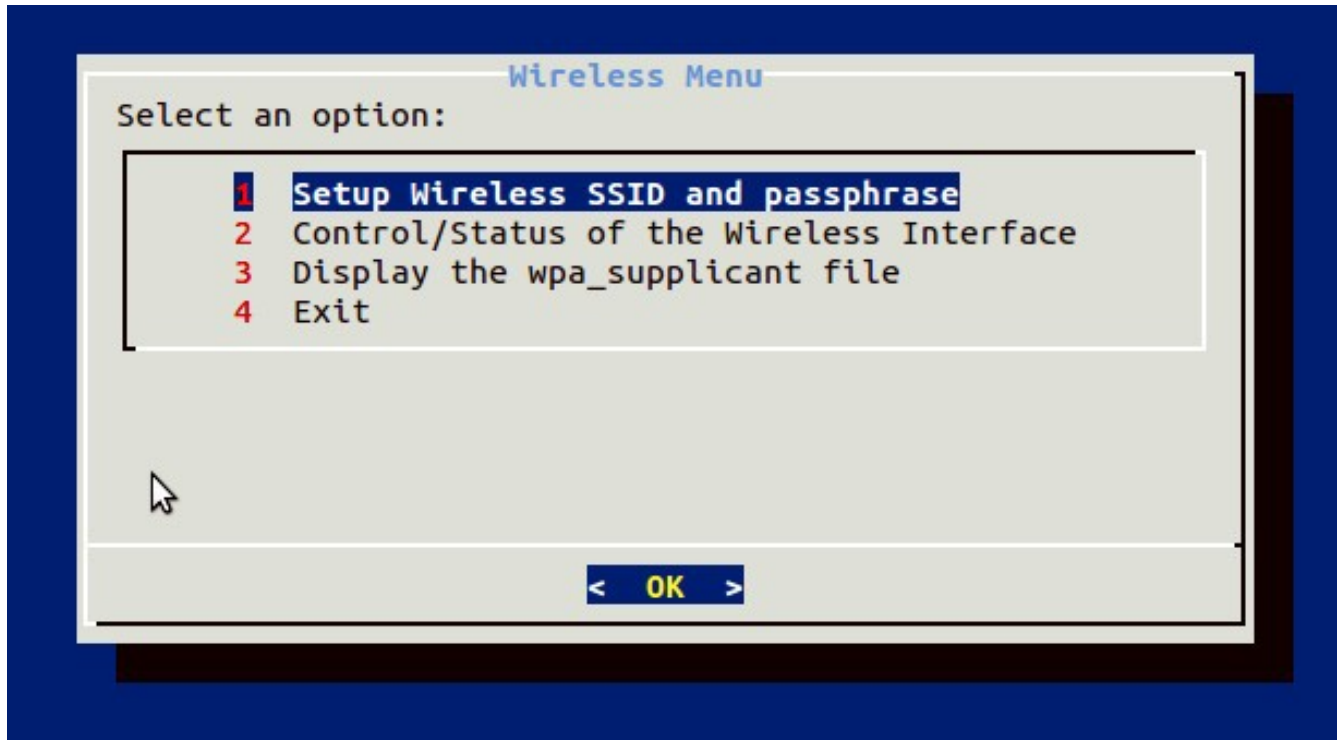 Wireless Menu
Select an option:
1 Setup Wireless SSID and passphrase
2 Control/Status of the Wireless Interface
3 Display the wpa_supplicant file
4 Exit
< OK >